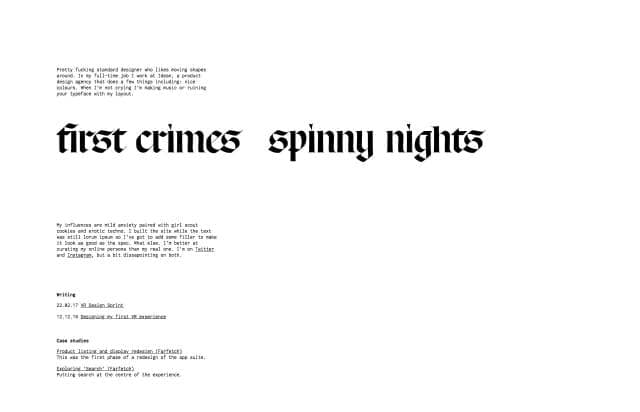 Pretty fucking standard designer who likes moving shapes
around. In my full-time job I work at ideon, a product
design agency that does a few things including: nice
colours. When I'm not crying I'm making music or ruining
your typeface with my layout.
first crimes spinny nights
My influences are mild anxiety paired with girl scout
cookies and erotic techno. I built the site while the text
was still lorum ipsum so I've got to add some filler to make
it look as good as the spec. What else. I'm better at
curating my online persona than my real one. I'm on Twitter
and Instagram, but a bit dissapointing on both.
Writing
22.02.17 VR Design Sprint
12.12.16 Designing my first VR experience
Case studies
Product listing and display redesign (Farfetch)
This was the first phase of a redesign of the app suite.
Exploring 'Search' (Farfetch)
Putting search at the centre of the experience.